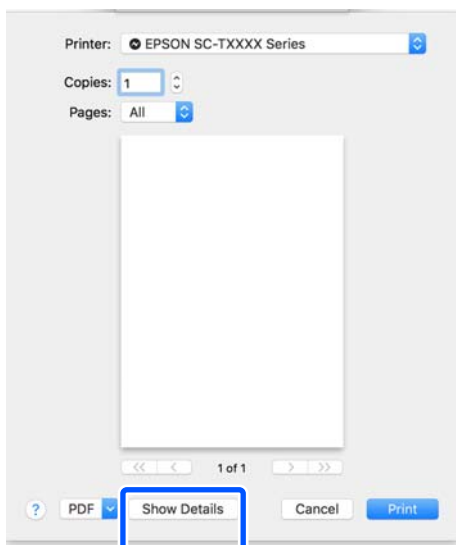 Printer: EPSON SC-TXXXX Series
Copies: 1
Pages: All
<< < 1 of 1 > >>
? PDF Show Details Cancel Print